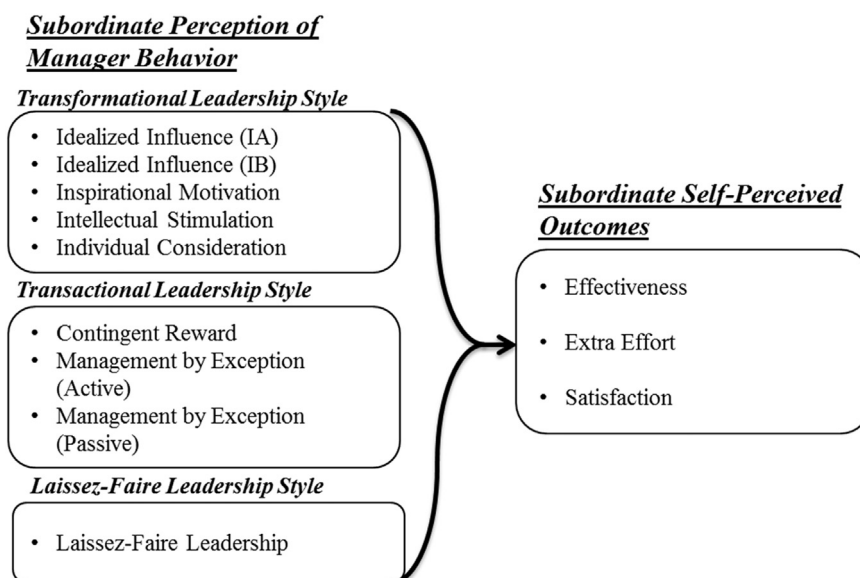 Subordinate Perception of
Manager Behavior
Transformational Leadership Style
• Idealized Influence (IA)
• Idealized Influence (IB)
• Inspirational Motivation
• Intellectual Stimulation
• Individual Consideration
Transactional Leadership Style
• Contingent Reward
• Management by Exception
(Active)
• Management by Exception
(Passive)
Laissez-Faire Leadership Style
• Laissez-Faire Leadership
Subordinate Self-Perceived
Outcomes
• Effectiveness
• Extra Effort
• Satisfaction